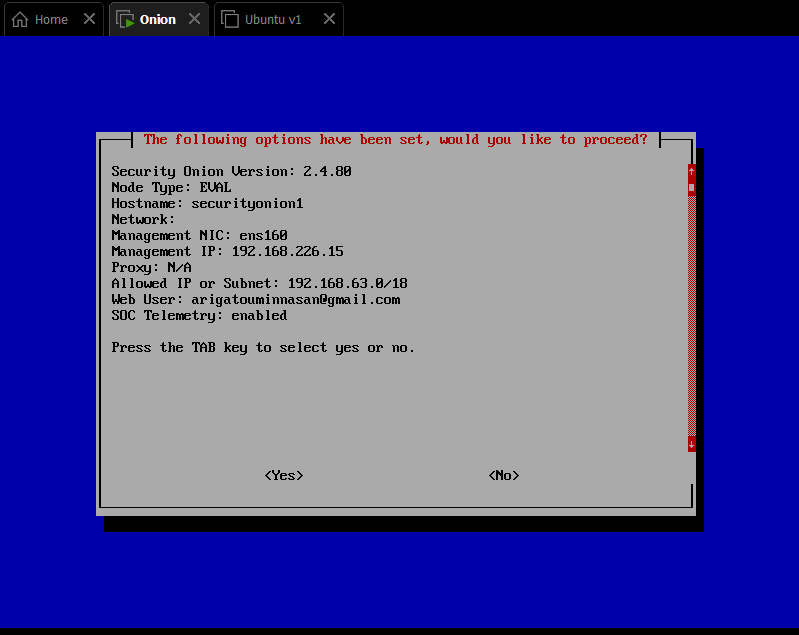 Home
Onion
Ubuntu v1
The following options have been set, would you like to proceed?
Security Onion Version: 2.4.80
Node Type: EVAL
Hostname: securityonion1
Network:
Management NIC: ens160
Management IP: 192.168.226.15
Proxy: N/A
Allowed IP or Subnet: 192.168.63.0/18
Web User: arigatouminnasan@gmail.com
SOC Telemetry: enabled
Press the TAB key to select yes or no.
<Yes> <No>